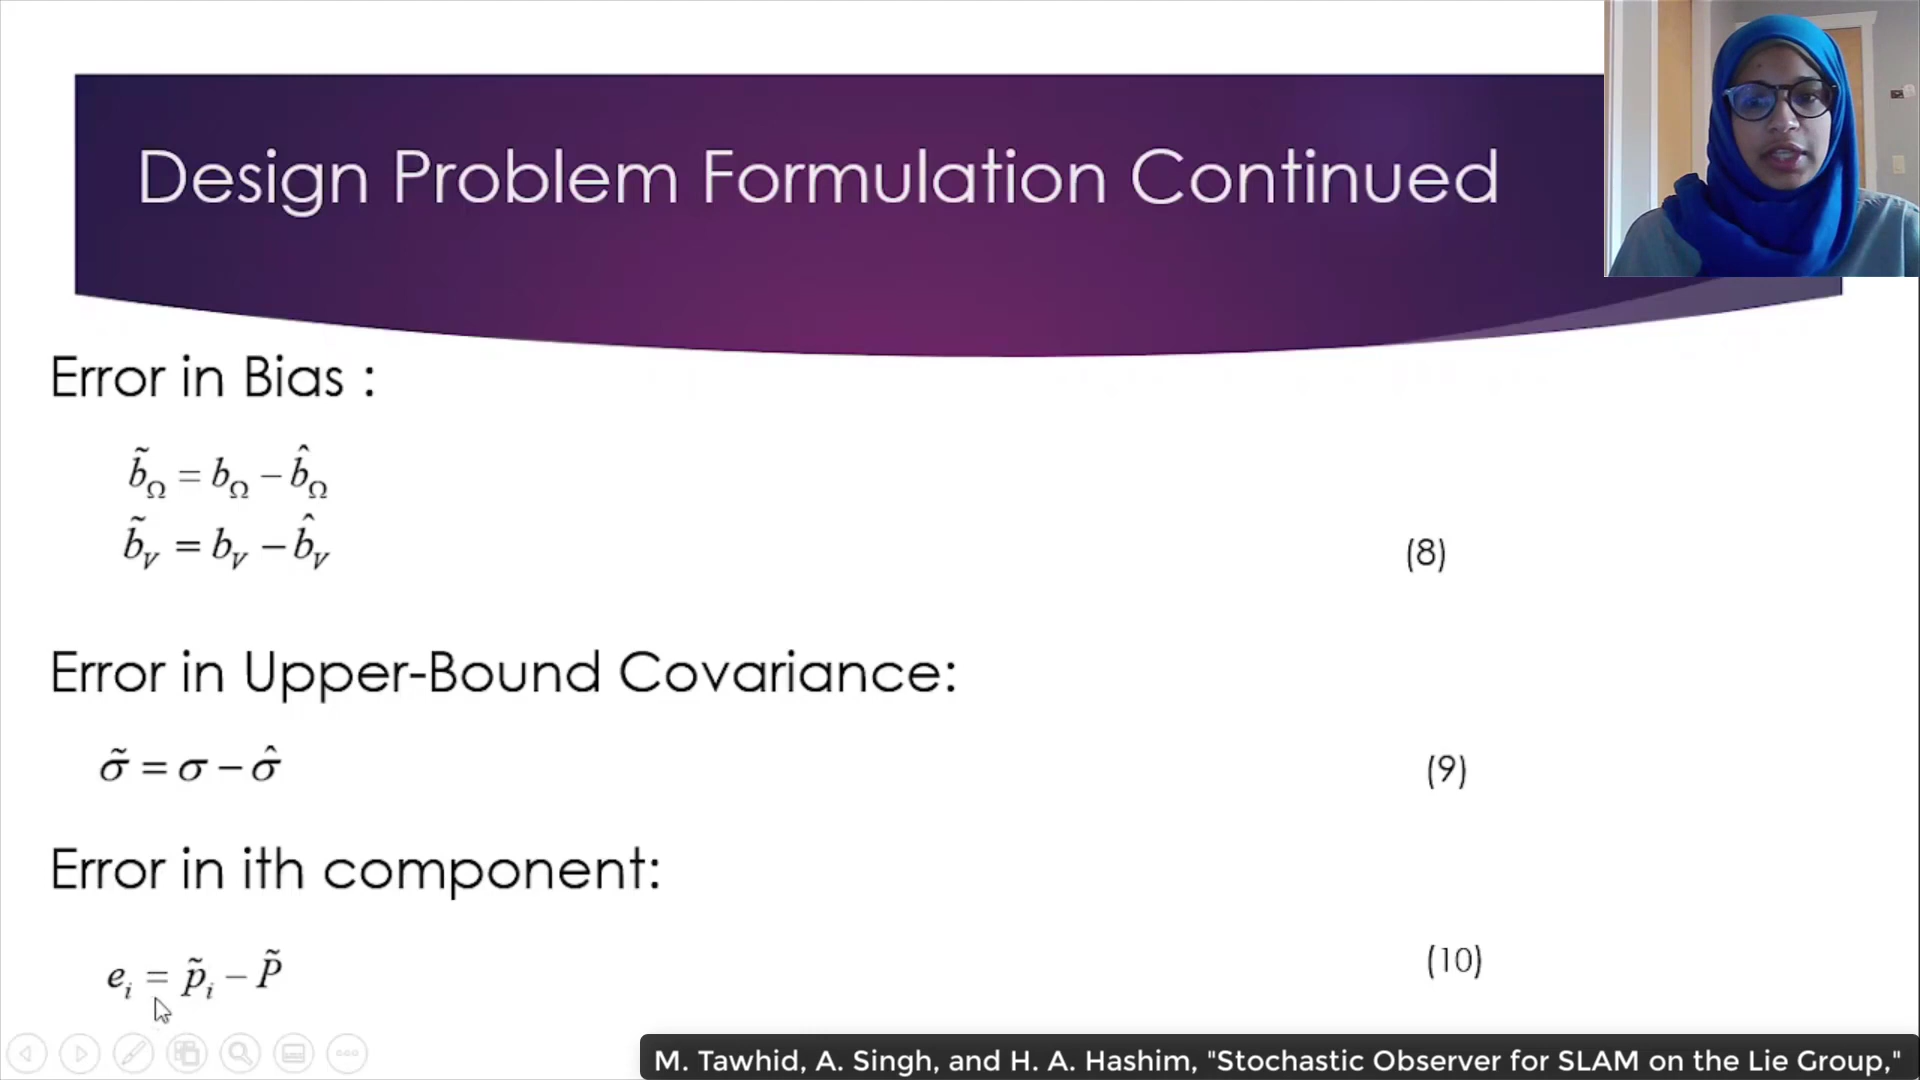 Design Problem Formulation Continued
Error in Bias :
b̃_Ω = b_Ω − b̂_Ω
b̃_V = b_V − b̂_V (8)
Error in Upper-Bound Covariance:
σ̃ = σ − σ̂ (9)
Error in ith component:
e_i = p̃_i − P̃ (10)
M. Tawhid, A. Singh, and H. A. Hashim, "Stochastic Observer for SLAM on the Lie Group,"